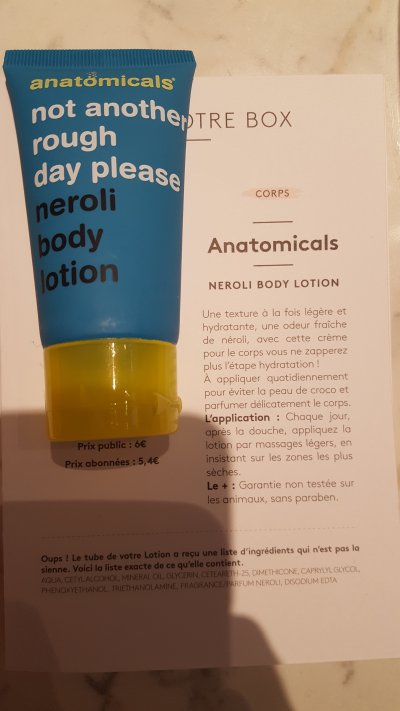 anatomicals
not another
rough
day please
neroli
body
lotion
OTRE BOX
CORPS
Anatomicals
NEROLI BODY LOTION
Une texture à la fois légère et
hydratante, une odeur fraîche
de néroli, avec cette crème
pour le corps vous ne zapperez
plus l'étape hydratation !
À appliquer quotidiennement
pour éviter la peau de croco et
parfumer délicatement le corps.
L'application : Chaque jour,
après la douche, appliquez la
lotion par massages légers, en
insistant sur les zones les plus
sèches.
Le + : Garantie non testée sur
les animaux, sans paraben.
Prix public : 6€
Prix abonnées : 5,4€
Oups ! Le tube de votre Lotion a reçu une liste d'ingrédients qui n'est pas la
sienne. Voici la liste exacte de ce qu'elle contient.
AQUA, CETYL ALCOHOL, MINERAL OIL, GLYCERIN, CETEARETH-25, DIMETHICONE, CAPRYLYL GLYCOL,
PHENOXYETHANOL, TRIETHANOLAMINE, FRAGRANCE/PARFUM NEROLI, DISODIUM EDTA